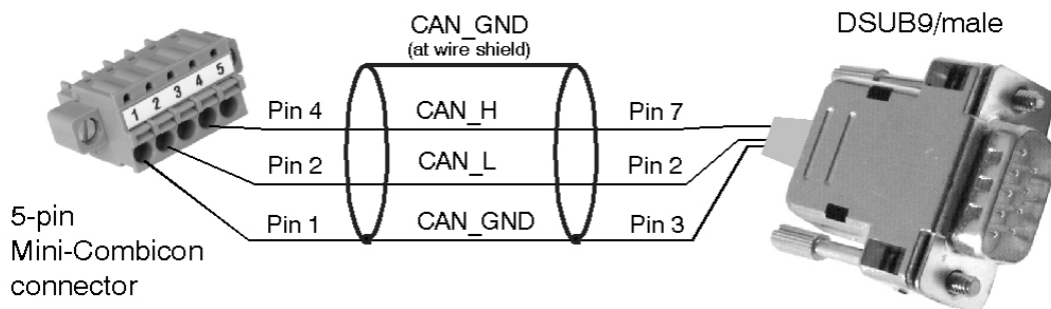 CAN_GND
(at wire shield)
DSUB9/male
1 2 3 4 5
Pin 4 CAN_H Pin 7
Pin 2 CAN_L Pin 2
Pin 1 CAN_GND Pin 3
5-pin
Mini-Combicon
connector